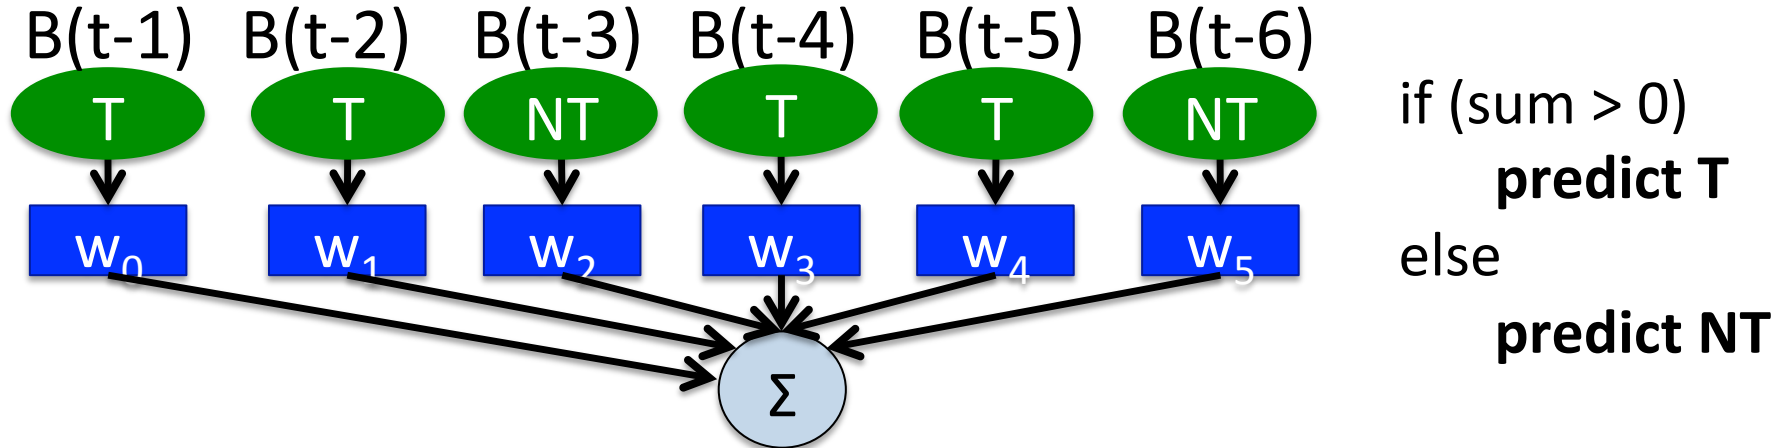 B(t-1) B(t-2) B(t-3) B(t-4) B(t-5) B(t-6)
T T NT T T NT
w0 w1 w2 w3 w4 w5
Σ
if (sum > 0)
predict T
else
predict NT